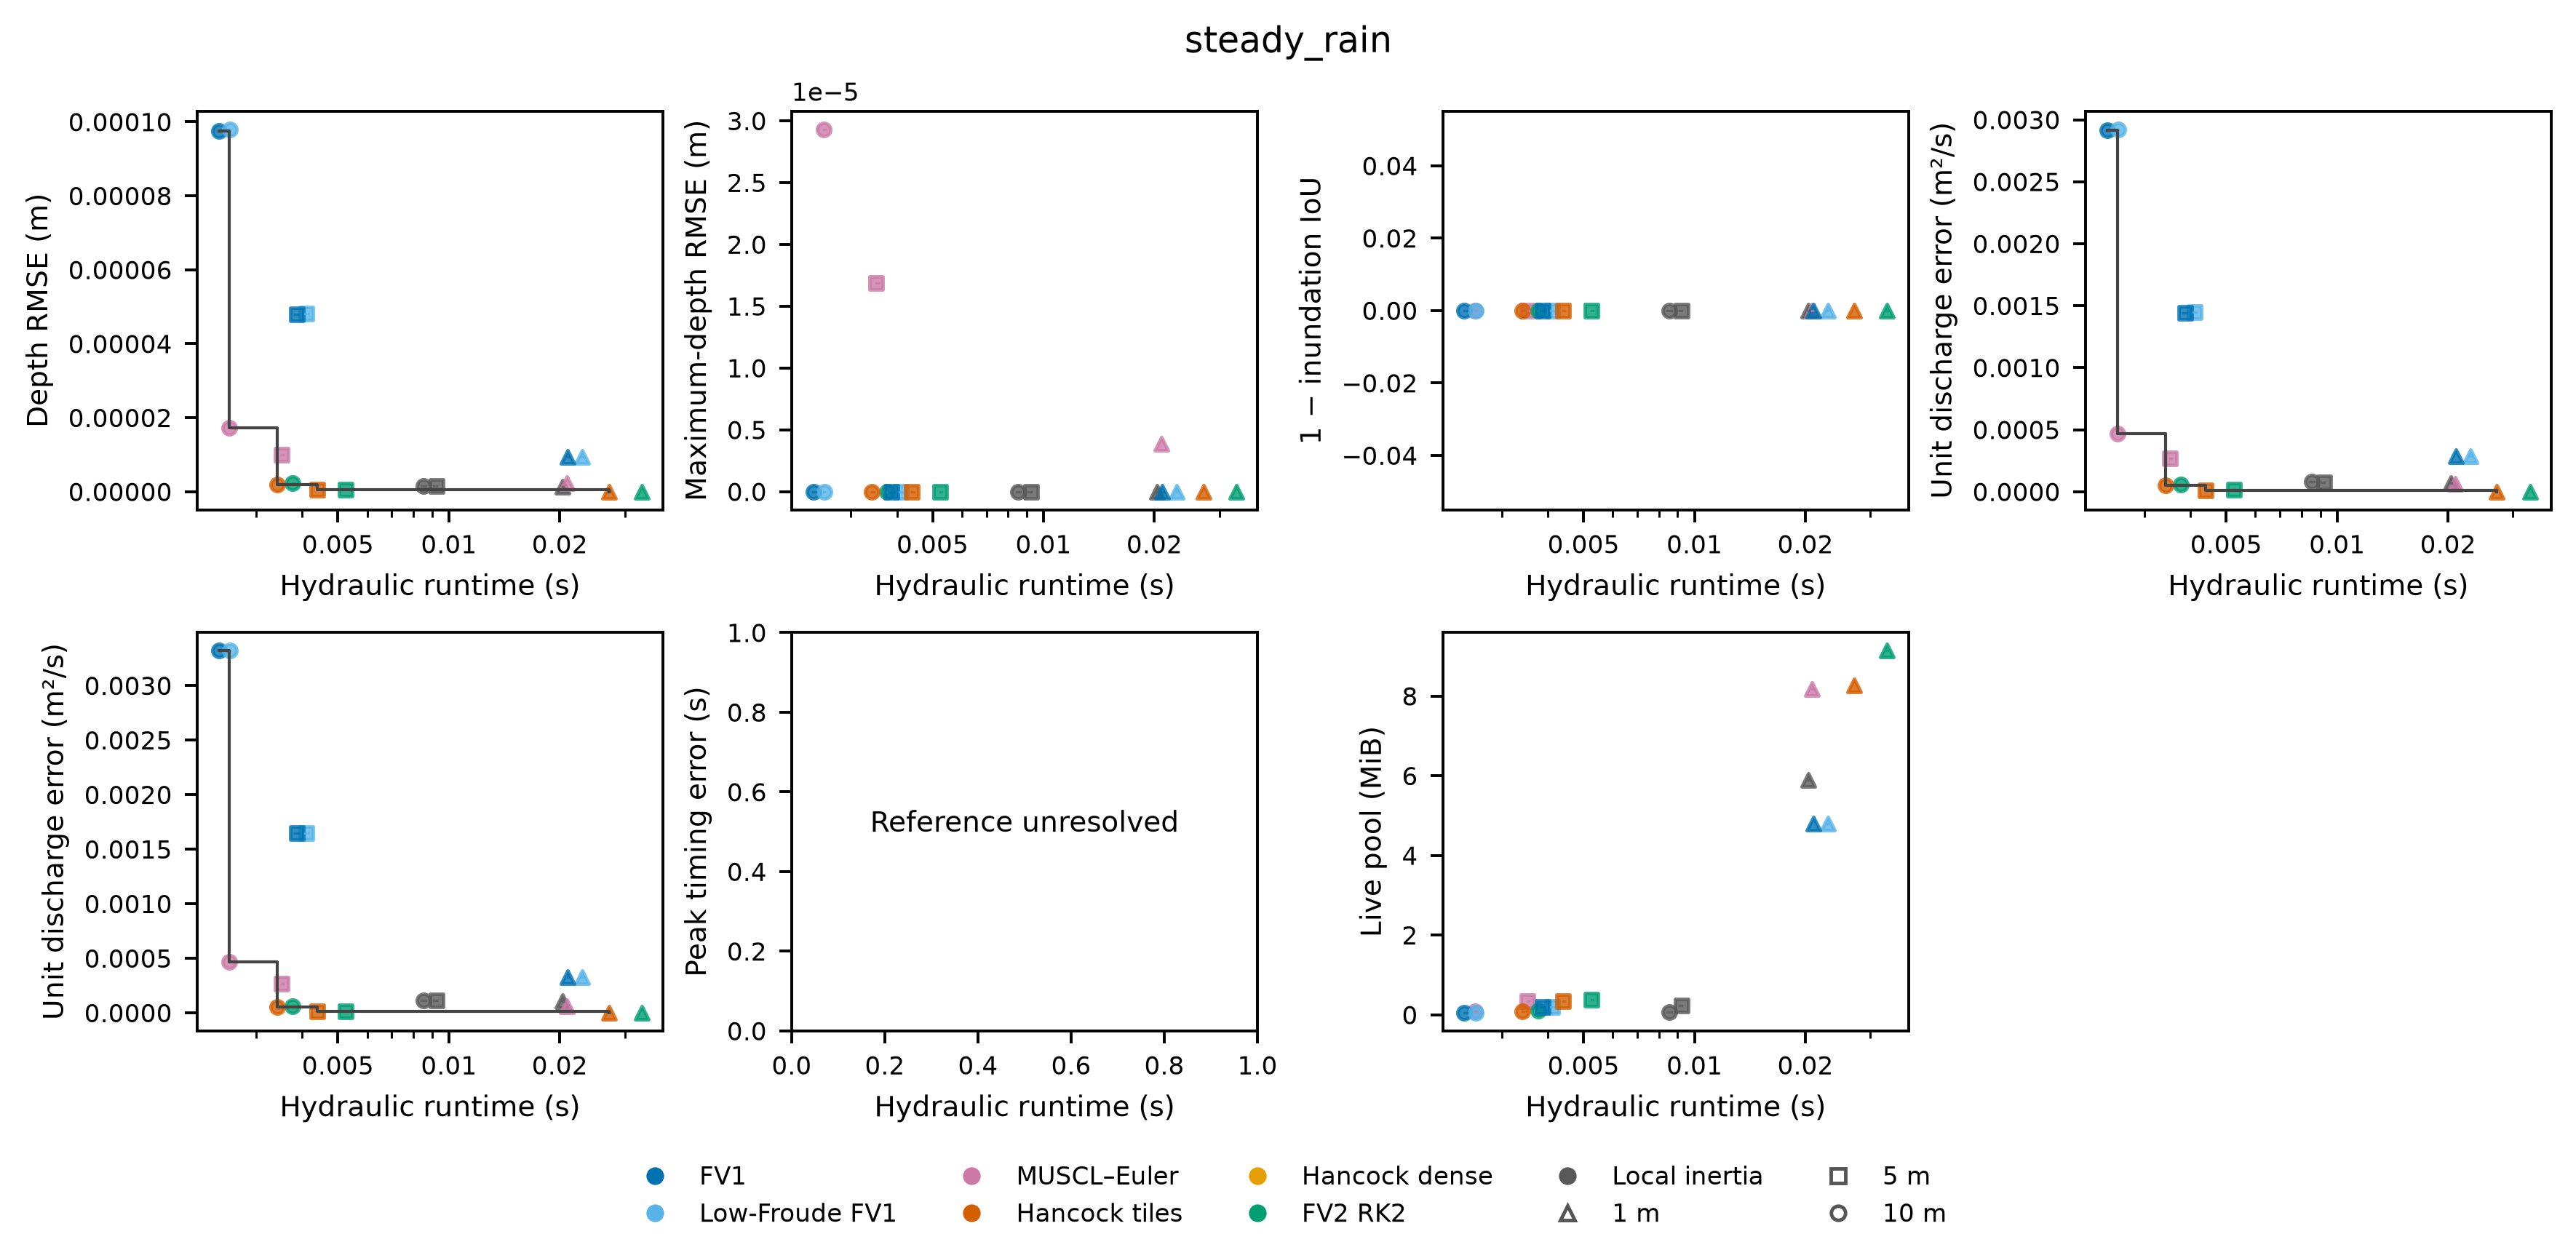 steady_rain
Depth RMSE (m)
0.00010
0.00008
0.00006
0.00004
0.00002
0.00000
0.005
0.01
0.02
Hydraulic runtime (s)
1e−5
Maximum-depth RMSE (m)
3.0
2.5
2.0
1.5
1.0
0.5
0.0
0.005
0.01
0.02
Hydraulic runtime (s)
1 − inundation IoU
0.04
0.02
0.00
−0.02
−0.04
0.005
0.01
0.02
Hydraulic runtime (s)
Unit discharge error (m²/s)
0.0030
0.0025
0.0020
0.0015
0.0010
0.0005
0.0000
0.005
0.01
0.02
Hydraulic runtime (s)
Unit discharge error (m²/s)
0.0030
0.0025
0.0020
0.0015
0.0010
0.0005
0.0000
0.005
0.01
0.02
Hydraulic runtime (s)
Peak timing error (s)
1.0
0.8
0.6
0.4
0.2
0.0
Reference unresolved
0.0
0.2
0.4
0.6
0.8
1.0
Hydraulic runtime (s)
Live pool (MiB)
8
6
4
2
0
0.005
0.01
0.02
Hydraulic runtime (s)
FV1
Low-Froude FV1
MUSCL–Euler
Hancock tiles
Hancock dense
FV2 RK2
Local inertia
1 m
5 m
10 m